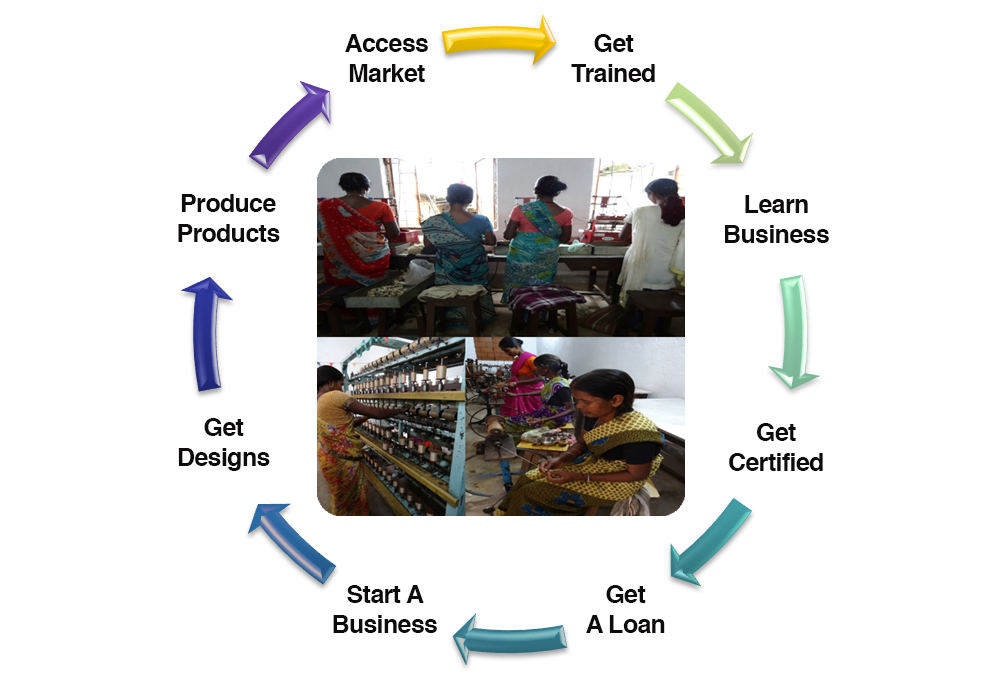 Access
Market
Get
Trained
Learn
Business
Get
Certified
Get
A Loan
Start A
Business
Get
Designs
Produce
Products